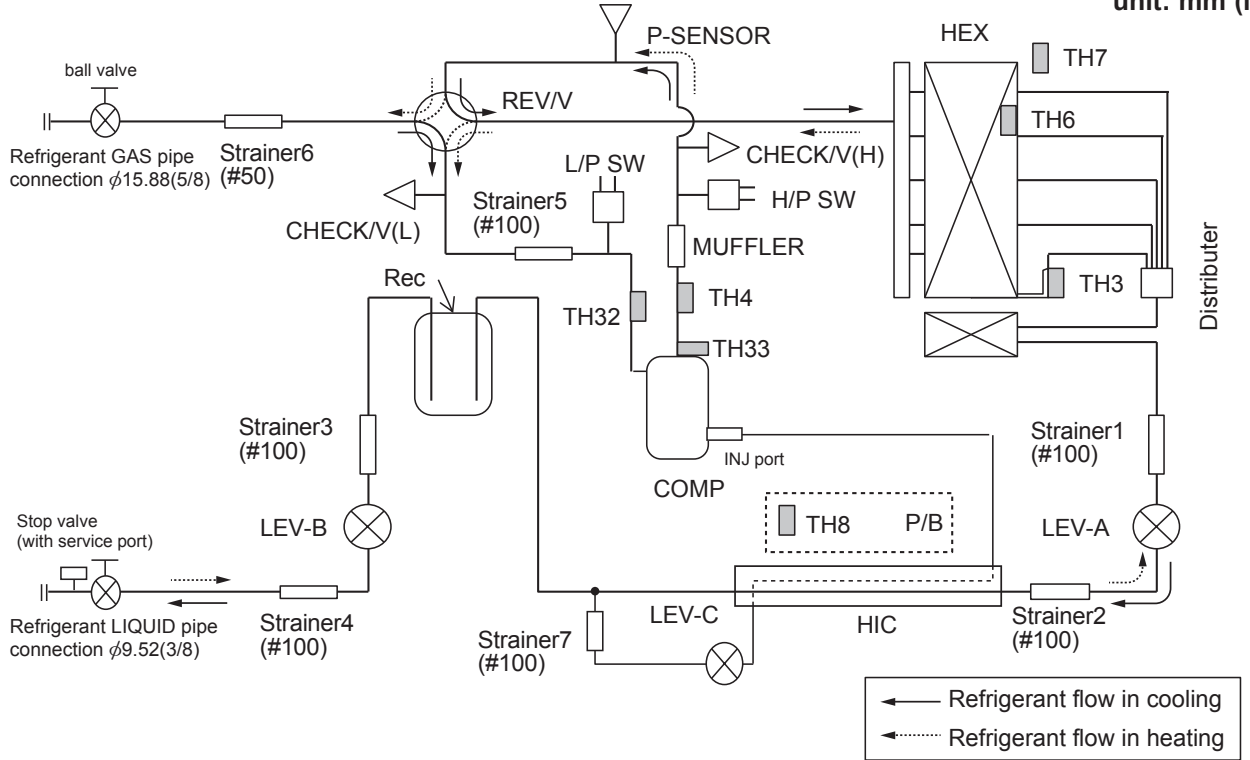 unit: mm (
HEX
P-SENSOR
TH7
ball valve
REV/V
TH6
Refrigerant GAS pipe
connection ϕ15.88(5/8)
Strainer6
(#50)
L/P SW
CHECK/V(H)
Strainer5
(#100)
H/P SW
CHECK/V(L)
MUFFLER
Rec
TH4
TH3
Distributer
TH32
TH33
Strainer3
(#100)
Strainer1
(#100)
INJ port
COMP
Stop valve
(with service port)
LEV-B
TH8
P/B
LEV-A
Refrigerant LIQUID pipe
connection ϕ9.52(3/8)
Strainer4
(#100)
Strainer7
(#100)
LEV-C
HIC
Strainer2
(#100)
Refrigerant flow in cooling
Refrigerant flow in heating